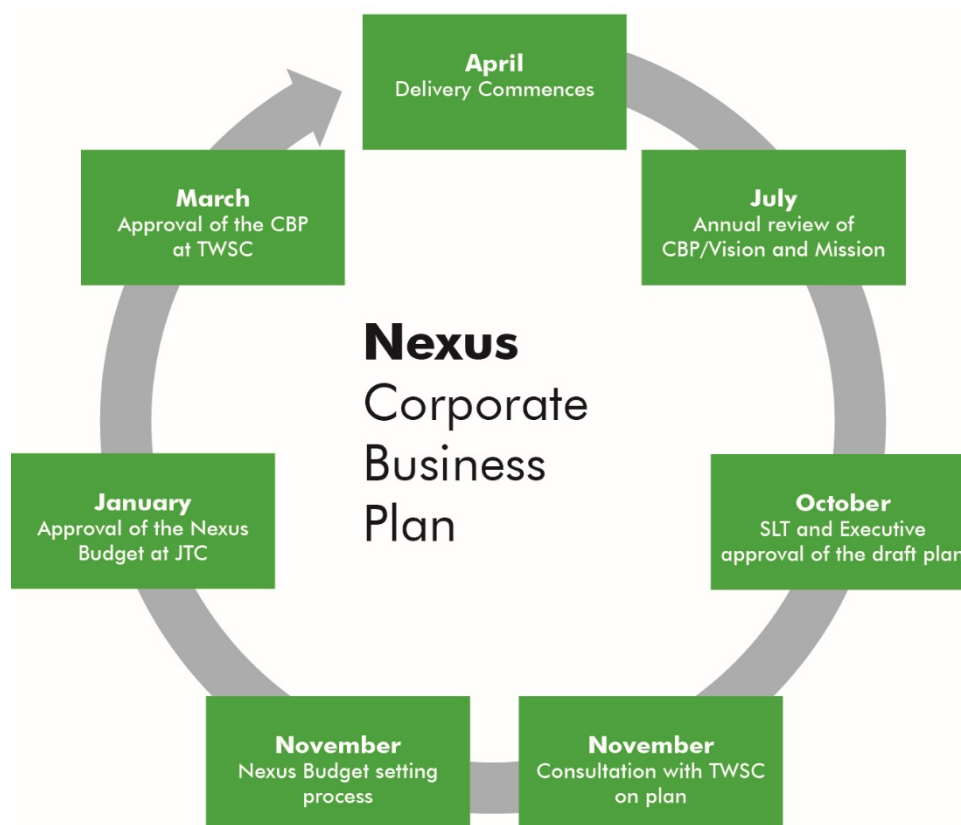 April
Delivery Commences
July
Annual review of
CBP/Vision and Mission
October
SLT and Executive
approval of the draft plan
November
Consultation with TWSC
on plan
November
Nexus Budget setting
process
January
Approval of the Nexus
Budget at JTC
March
Approval of the CBP
at TWSC
Nexus
Corporate
Business
Plan